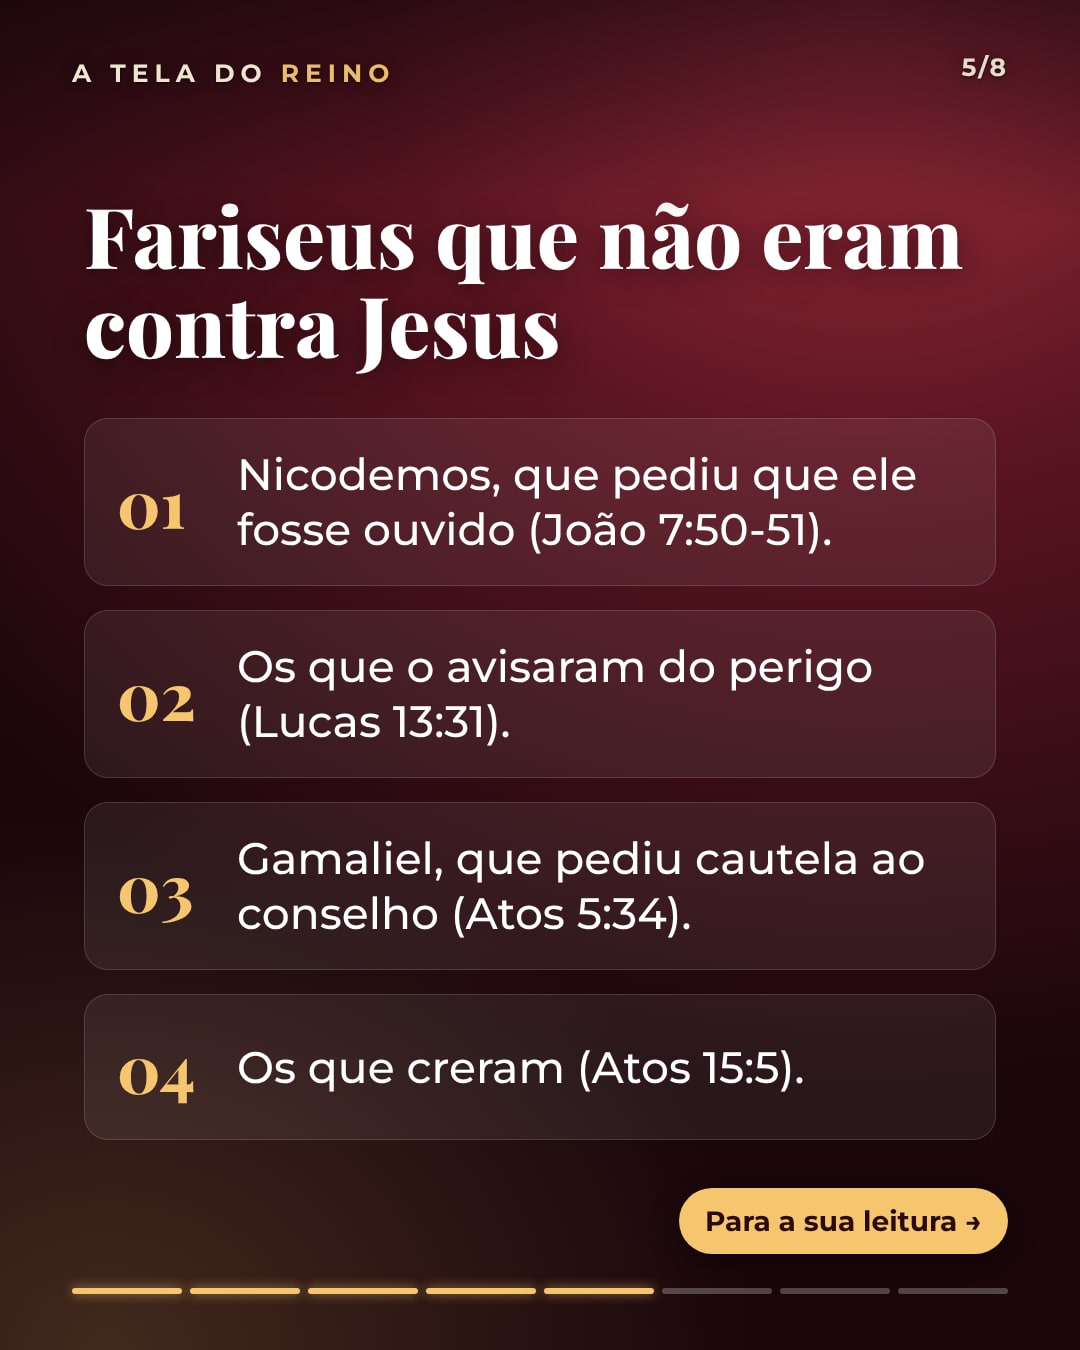 A TELA DO REINO
5/8
Fariseus que não eram
contra Jesus
01
Nicodemos, que pediu que ele
fosse ouvido (João 7:50-51).
02
Os que o avisaram do perigo
(Lucas 13:31).
03
Gamaliel, que pediu cautela ao
conselho (Atos 5:34).
04
Os que creram (Atos 15:5).
Para a sua leitura →